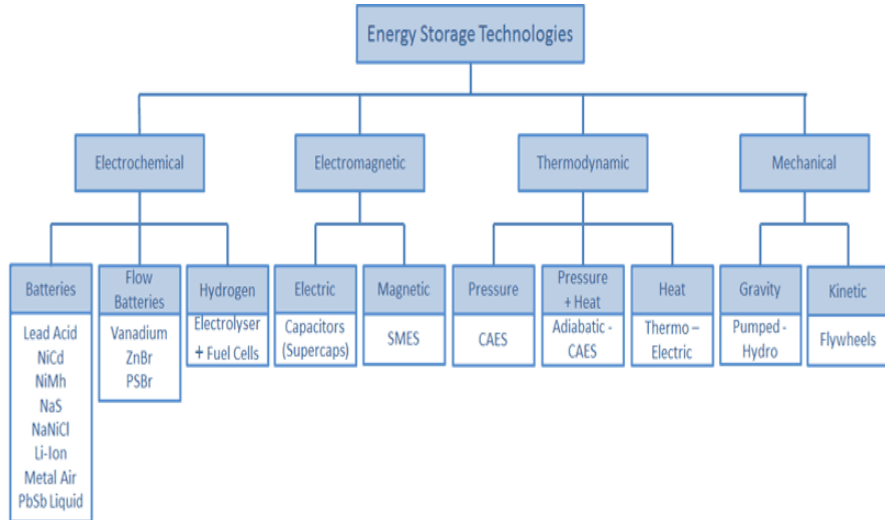 Energy Storage Technologies
Electrochemical
Electromagnetic
Thermodynamic
Mechanical
Batteries
Lead Acid
NiCd
NiMh
NaS
NaNiCl
Li-Ion
Metal Air
PbSb Liquid
Flow
Batteries
Vanadium
ZnBr
PSBr
Hydrogen
Electrolyser
+ Fuel Cells
Electric
Capacitors
(Supercaps)
Magnetic
SMES
Pressure
CAES
Pressure
+ Heat
Adiabatic -
CAES
Heat
Thermo –
Electric
Gravity
Pumped -
Hydro
Kinetic
Flywheels